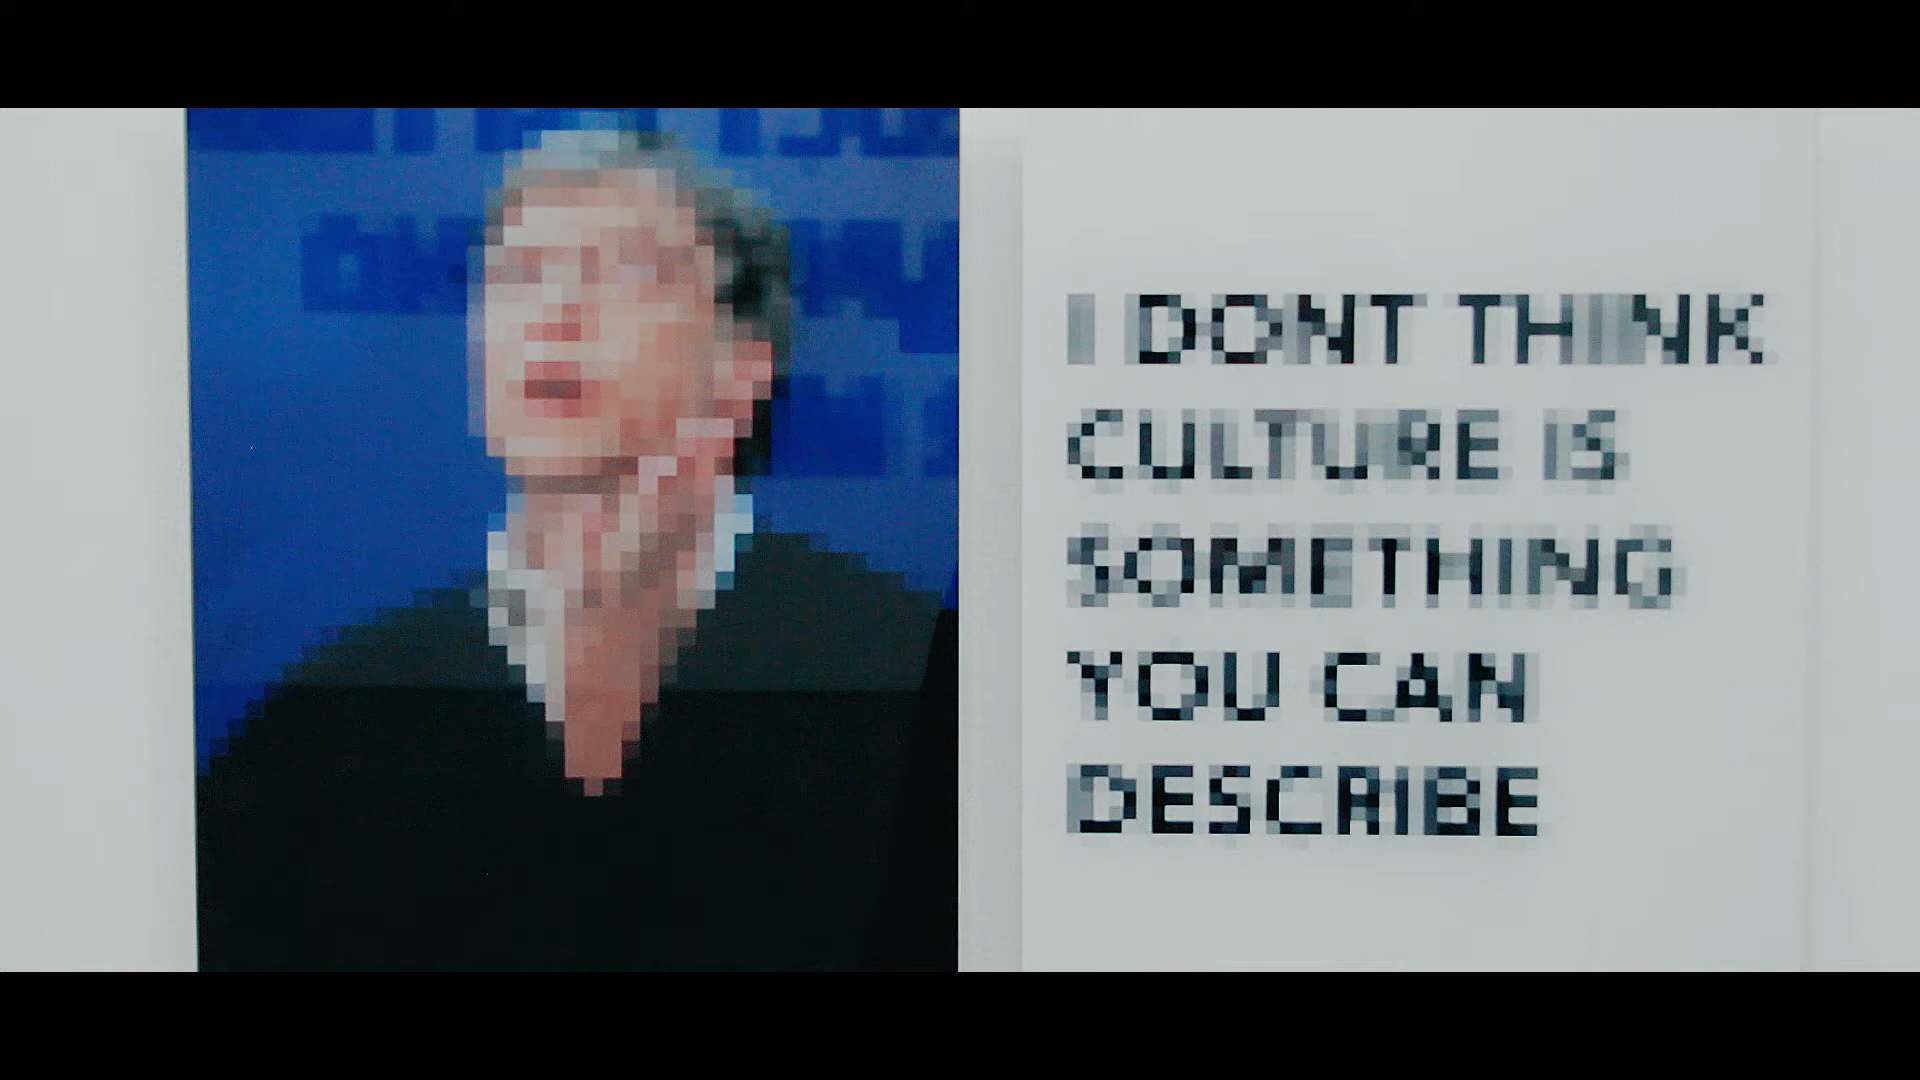 I DONT THINK
CULTURE IS
SOMETHING
YOU CAN
DESCRIBE